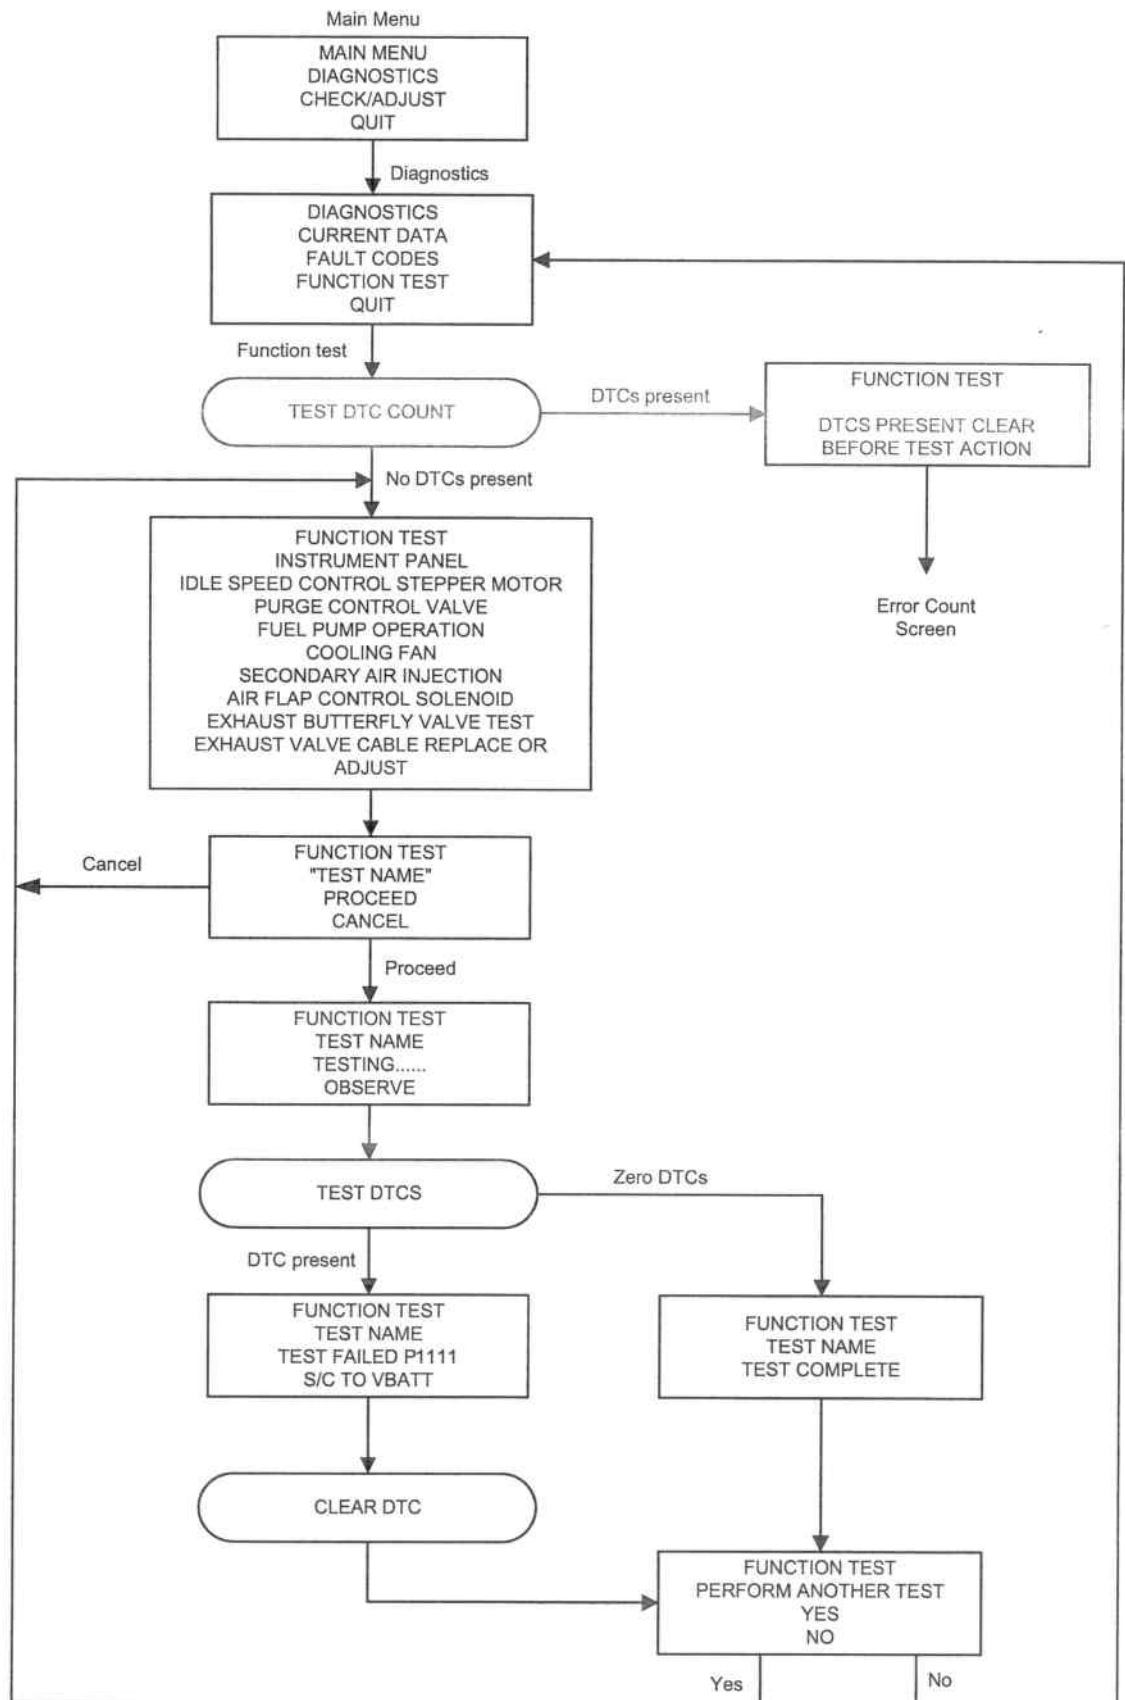 Main Menu
MAIN MENU
DIAGNOSTICS
CHECK/ADJUST
QUIT
Diagnostics
DIAGNOSTICS
CURRENT DATA
FAULT CODES
FUNCTION TEST
QUIT
Function test
TEST DTC COUNT
DTCs present
FUNCTION TEST
DTCS PRESENT CLEAR
BEFORE TEST ACTION
No DTCs present
Error Count
Screen
FUNCTION TEST
INSTRUMENT PANEL
IDLE SPEED CONTROL STEPPER MOTOR
PURGE CONTROL VALVE
FUEL PUMP OPERATION
COOLING FAN
SECONDARY AIR INJECTION
AIR FLAP CONTROL SOLENOID
EXHAUST BUTTERFLY VALVE TEST
EXHAUST VALVE CABLE REPLACE OR
ADJUST
Cancel
FUNCTION TEST
"TEST NAME"
PROCEED
CANCEL
Proceed
FUNCTION TEST
TEST NAME
TESTING......
OBSERVE
TEST DTCS
Zero DTCs
DTC present
FUNCTION TEST
TEST NAME
TEST FAILED P1111
S/C TO VBATT
FUNCTION TEST
TEST NAME
TEST COMPLETE
CLEAR DTC
FUNCTION TEST
PERFORM ANOTHER TEST
YES
NO
Yes
No